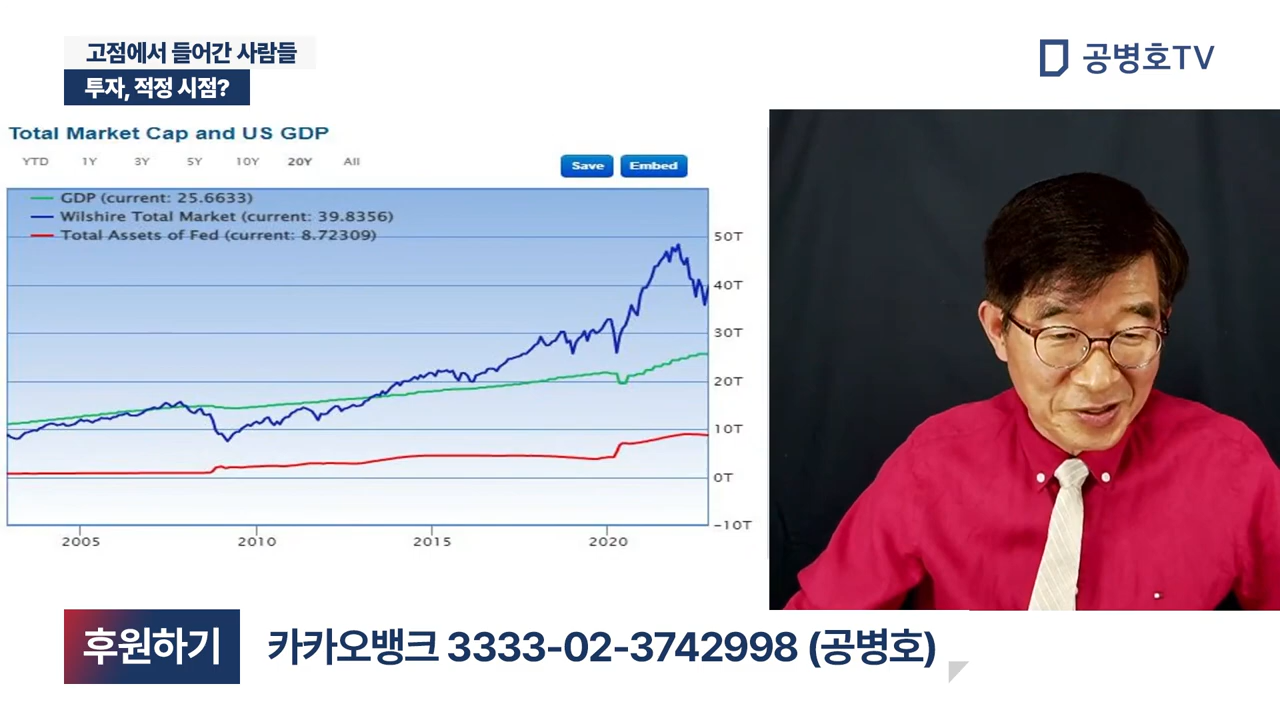 고점에서 들어간 사람들
투자, 적정 시점?
공병호TV
Total Market Cap and US GDP
YTD 1Y 3Y 5Y 10Y 20Y All
Save Embed
GDP (current: 25.6633)
Wilshire Total Market (current: 39.8356)
Total Assets of Fed (current: 8.72309)
50T
40T
30T
20T
10T
0T
-10T
2005 2010 2015 2020
후원하기
카카오뱅크 3333-02-3742998 (공병호)